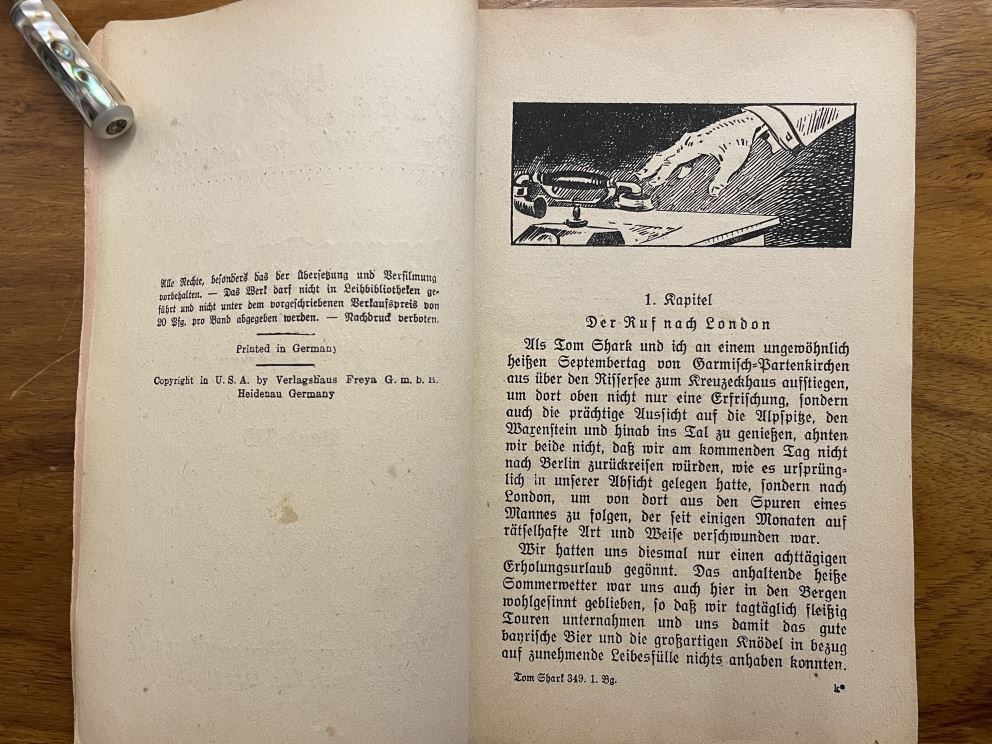 Alle Rechte, besonders das der Übersetzung und Verfilmung
vorbehalten. — Das Werk darf nicht in Leihbibliotheken ge-
führt und nicht unter dem vorgeschriebenen Verkaufspreis von
20 Pfg. pro Band abgegeben werden. — Nachdruck verboten.
Printed in Germany
Copyright in U. S. A. by Verlagshaus Freya G. m. b. H.
Heidenau Germany
1. Kapitel
Der Ruf nach London
Als Tom Shark und ich an einem ungewöhnlich
heißen Septembertag von Garmisch-Partenkirchen
aus über den Rissersee zum Kreuzeckhaus aufstiegen,
um dort oben nicht nur eine Erfrischung, sondern
auch die prächtige Aussicht auf die Alpspitze, den
Waxenstein und hinab ins Tal zu genießen, ahnten
wir beide nicht, daß wir am kommenden Tag nicht
nach Berlin zurückreisen würden, wie es ursprüng-
lich in unserer Absicht gelegen hatte, sondern nach
London, um von dort aus den Spuren eines
Mannes zu folgen, der seit einigen Monaten auf
rätselhafte Art und Weise verschwunden war.
Wir hatten uns diesmal nur einen achttägigen
Erholungsurlaub gegönnt. Das anhaltende heiße
Sommerwetter war uns auch hier in den Bergen
wohlgesinnt geblieben, so daß wir tagtäglich fleißig
Touren unternahmen und uns damit das gute
bayrische Bier und die großartigen Knödel in bezug
auf zunehmende Leibesfülle nichts anhaben konnten.
Tom Shark 349. 1. Bg.
k*